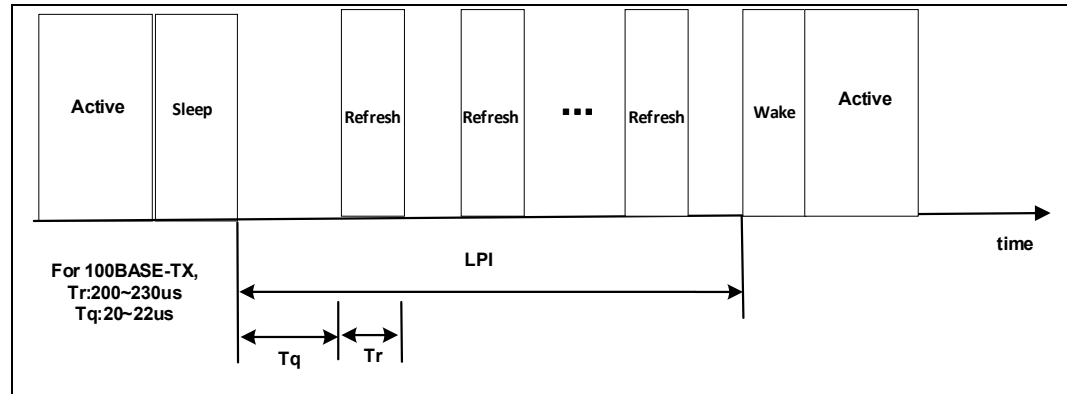 Active
Sleep
Refresh
Refresh
...
Refresh
Wake
Active
time
For 100BASE-TX,
Tr:200~230us
Tq:20~22us
LPI
Tq
Tr